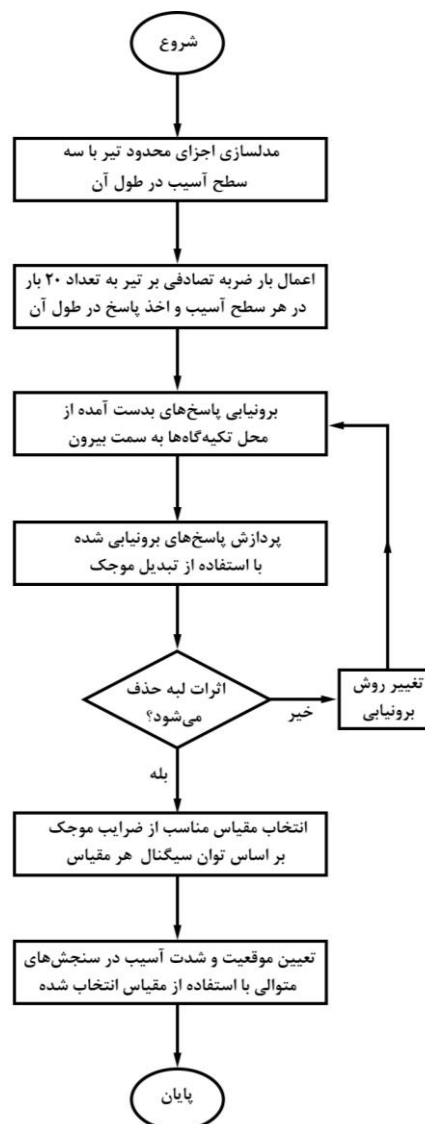 شروع
مدلسازی اجزای محدود تیر با سه
سطح آسیب در طول آن
اعمال بار ضربه تصادفی بر تیر به تعداد ۲۰ بار
در هر سطح آسیب و اخذ پاسخ در طول آن
برونیابی پاسخ‌های بدست آمده از
محل تکیه‌گاه‌ها به سمت بیرون
پردازش پاسخ‌های برونیابی شده
با استفاده از تبدیل موجک
اثرات لبه حذف
می‌شود؟
خیر
تغییر روش
برونیابی
بله
انتخاب مقیاس مناسب از ضرایب موجک
بر اساس توان سیگنال هر مقیاس
تعیین موقعیت و شدت آسیب در سنجش‌های
متوالی با استفاده از مقیاس انتخاب شده
پایان